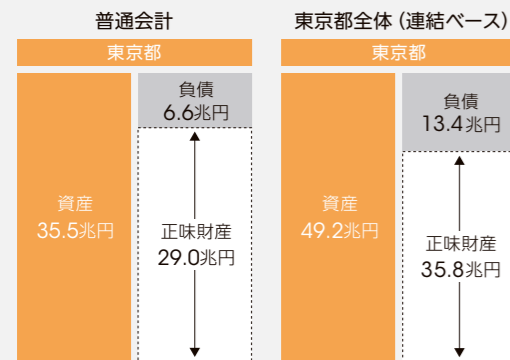 普通会計
東京都
資産
35.5兆円
負債
6.6兆円
正味財産
29.0兆円
東京都全体（連結ベース）
東京都
資産
49.2兆円
負債
13.4兆円
正味財産
35.8兆円